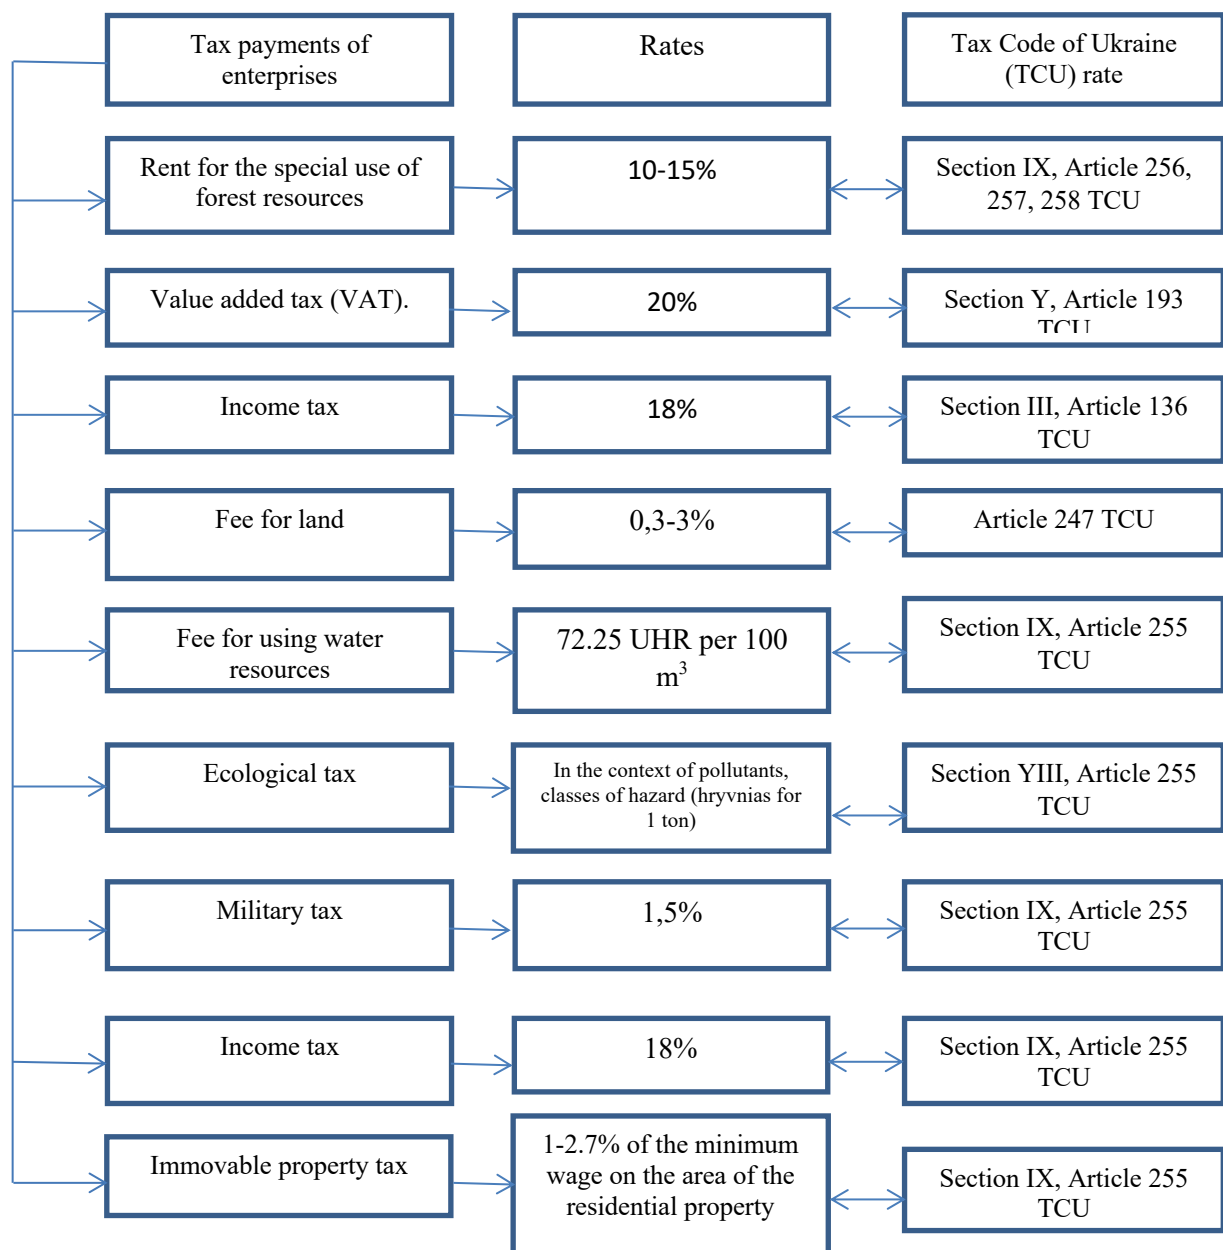 Tax payments of
enterprises
Rates
Tax Code of Ukraine
(TCU) rate
Rent for the special use of
forest resources
10-15%
Section IX, Article 256,
257, 258 TCU
Value added tax (VAT).
20%
Section Y, Article 193
TCU
Income tax
18%
Section III, Article 136
TCU
Fee for land
0,3-3%
Article 247 TCU
Fee for using water
resources
72.25 UHR per 100
m³
Section IX, Article 255
TCU
Ecological tax
In the context of pollutants,
classes of hazard (hryvnias for
1 ton)
Section YIII, Article 255
TCU
Military tax
1,5%
Section IX, Article 255
TCU
Income tax
18%
Section IX, Article 255
TCU
Immovable property tax
1-2.7% of the minimum
wage on the area of the
residential property
Section IX, Article 255
TCU